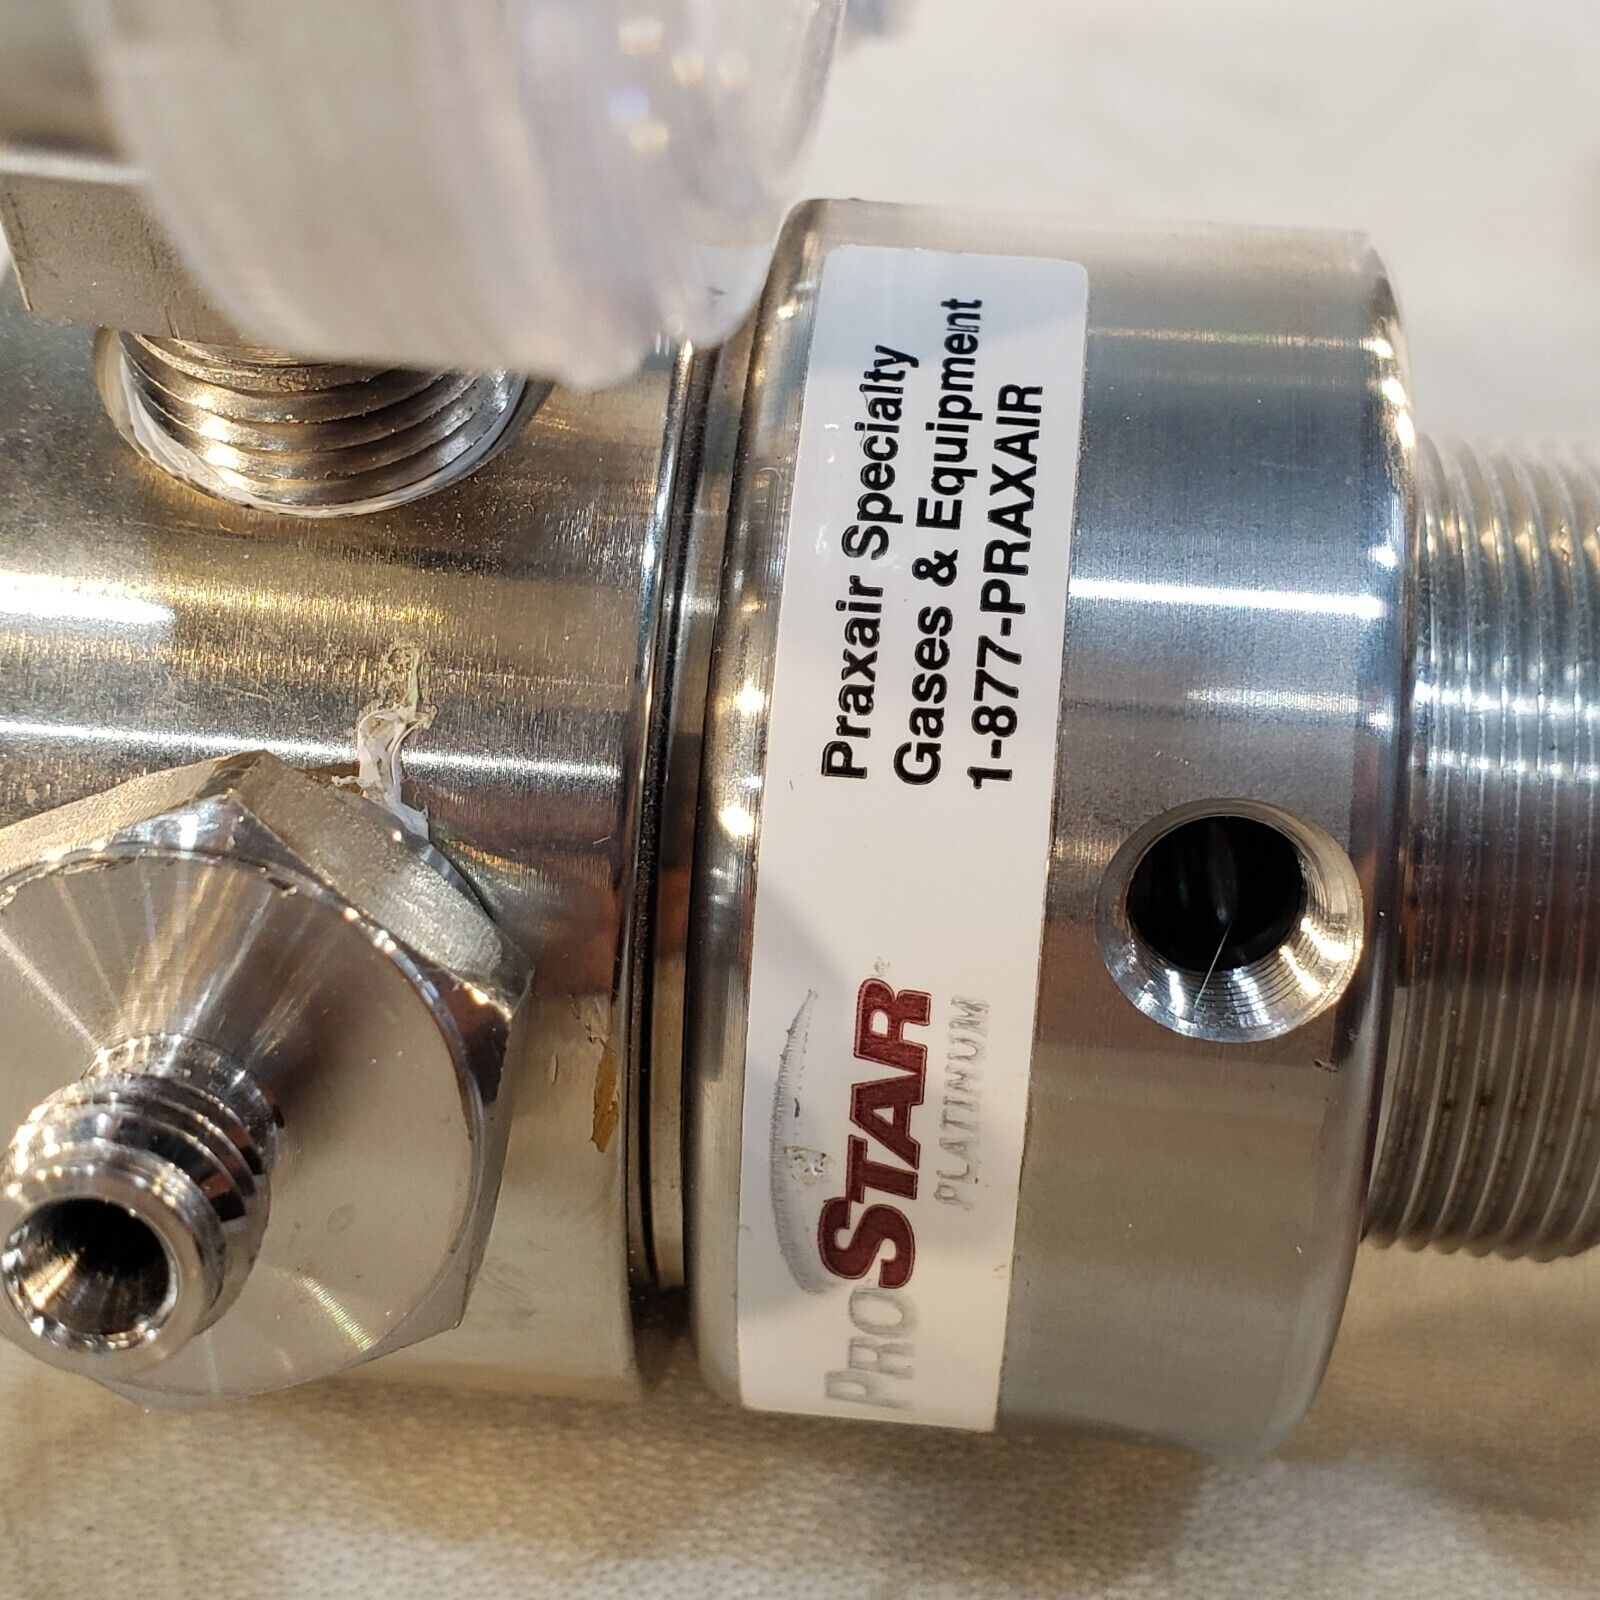 Praxair Specialty
Gases & Equipment
1-877-PRAXAIR
PROSTAR
PLATINUM